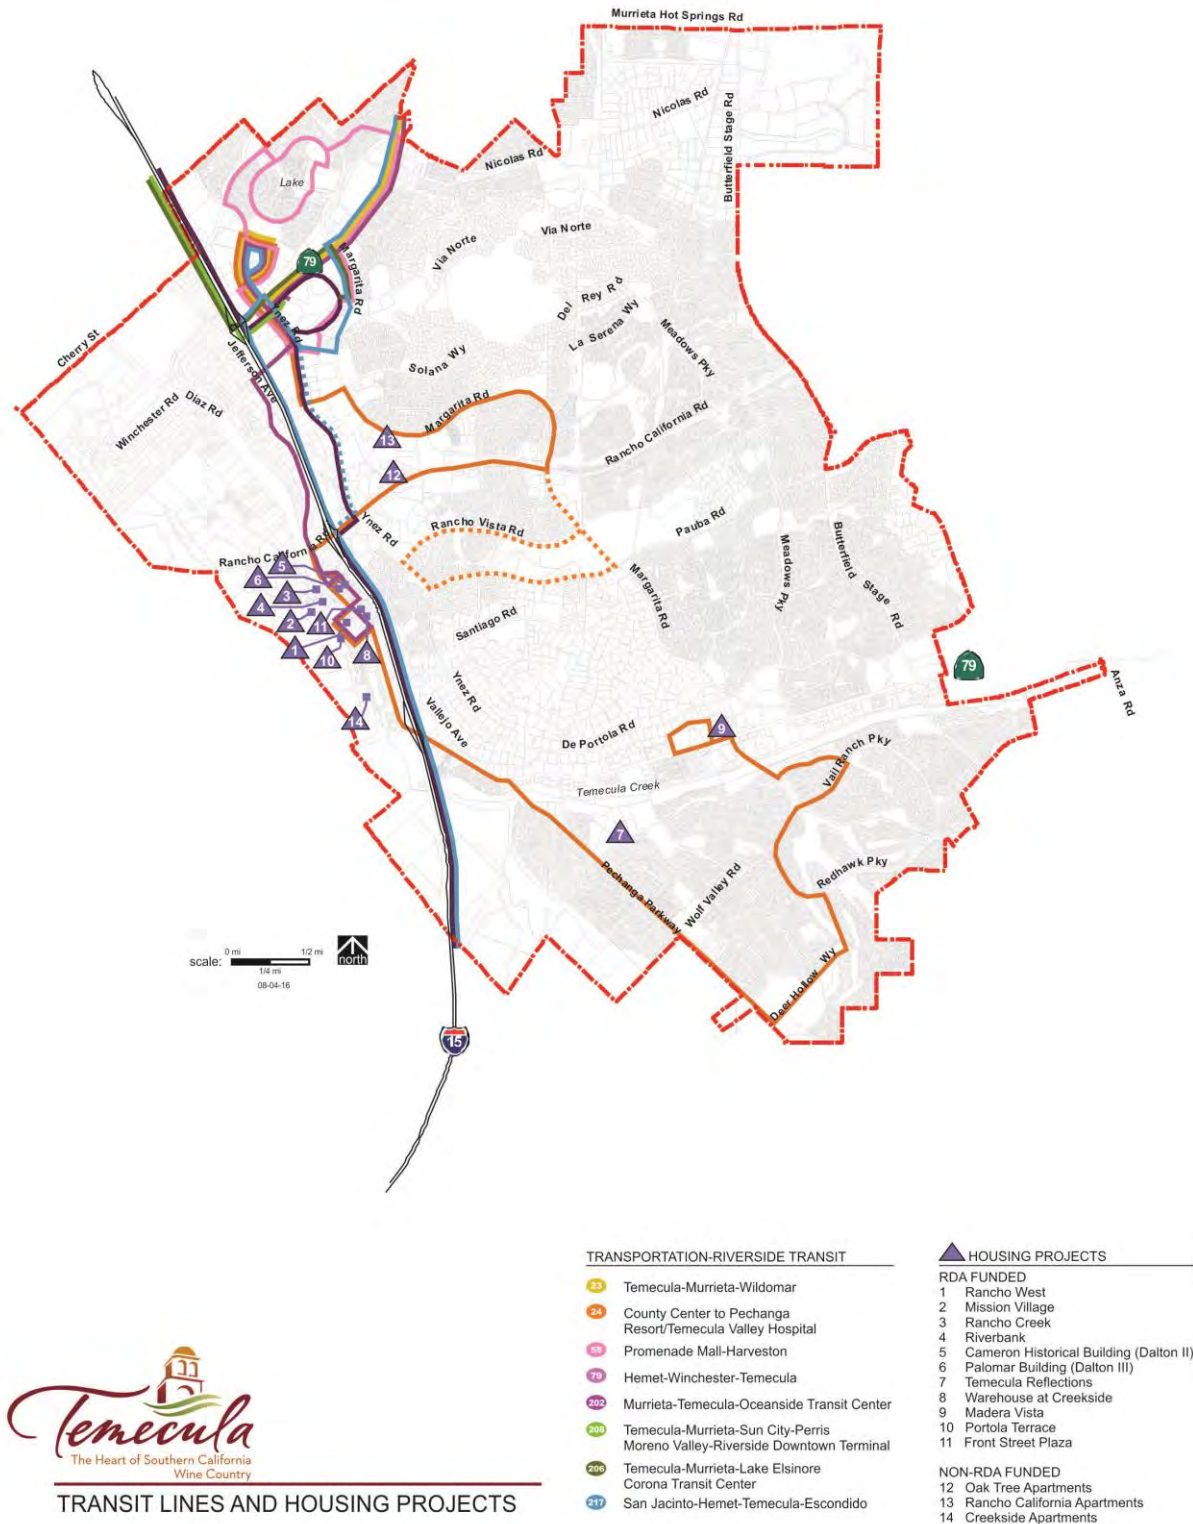 Murrieta Hot Springs Rd
Nicolas Rd
Butterfield Stage Rd
Nicolas Rd
Lake
Via Norte
Via Norte
79
Margarita Rd
Del Rey Rd
La Serena Wy
Meadows Pky
Cherry St
Ynez Rd
Jefferson Ave
Solana Wy
Winchester Rd
Diaz Rd
Margarita Rd
Rancho California Rd
13
12
Ynez Rd
Rancho Vista Rd
Pauba Rd
Meadows Pky
Butterfield Stage Rd
Rancho California Rd
5
6
3
4
2
11
1
10
8
14
Margarita Rd
Santiago Rd
Ynez Rd
Vallejo Ave
79
Anza Rd
De Portola Rd
9
Vail Ranch Pky
Temecula Creek
7
Redhawk Pky
Pechanga Parkway
Wolf Valley Rd
Deer Hollow Wy
scale:
0 mi
1/2 mi
1/4 mi
08-04-16
north
15
TRANSPORTATION-RIVERSIDE TRANSIT
23 Temecula-Murrieta-Wildomar
24 County Center to Pechanga
Resort/Temecula Valley Hospital
55 Promenade Mall-Harveston
79 Hemet-Winchester-Temecula
202 Murrieta-Temecula-Oceanside Transit Center
208 Temecula-Murrieta-Sun City-Perris
Moreno Valley-Riverside Downtown Terminal
206 Temecula-Murrieta-Lake Elsinore
Corona Transit Center
217 San Jacinto-Hemet-Temecula-Escondido
HOUSING PROJECTS
RDA FUNDED
1 Rancho West
2 Mission Village
3 Rancho Creek
4 Riverbank
5 Cameron Historical Building (Dalton II)
6 Palomar Building (Dalton III)
7 Temecula Reflections
8 Warehouse at Creekside
9 Madera Vista
10 Portola Terrace
11 Front Street Plaza
NON-RDA FUNDED
12 Oak Tree Apartments
13 Rancho California Apartments
14 Creekside Apartments
Temecula
The Heart of Southern California
Wine Country
TRANSIT LINES AND HOUSING PROJECTS